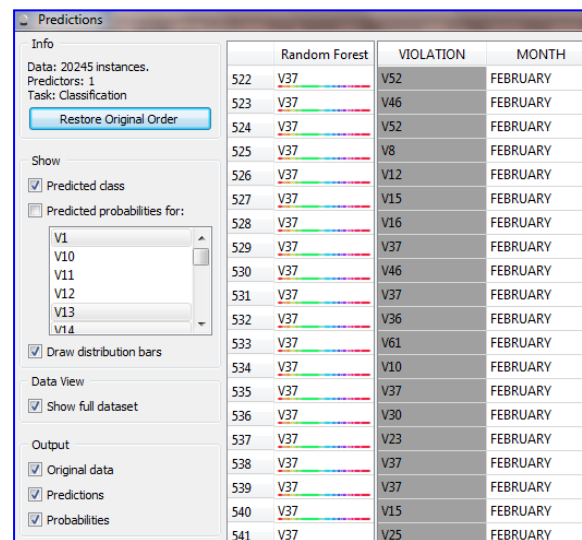 Predictions
Info
Data: 20245 instances.
Predictors: 1
Task: Classification
Restore Original Order
Show
Predicted class
Predicted probabilities for:
V1
V10
V11
V12
V13
V14
Draw distribution bars
Data View
Show full dataset
Output
Original data
Predictions
Probabilities
Random Forest VIOLATION MONTH
522 V37 V52 FEBRUARY
523 V37 V46 FEBRUARY
524 V37 V52 FEBRUARY
525 V37 V8 FEBRUARY
526 V37 V12 FEBRUARY
527 V37 V15 FEBRUARY
528 V37 V16 FEBRUARY
529 V37 V37 FEBRUARY
530 V37 V46 FEBRUARY
531 V37 V37 FEBRUARY
532 V37 V36 FEBRUARY
533 V37 V61 FEBRUARY
534 V37 V10 FEBRUARY
535 V37 V37 FEBRUARY
536 V37 V30 FEBRUARY
537 V37 V23 FEBRUARY
538 V37 V37 FEBRUARY
539 V37 V37 FEBRUARY
540 V37 V15 FEBRUARY
541 V37 V25 FEBRUARY